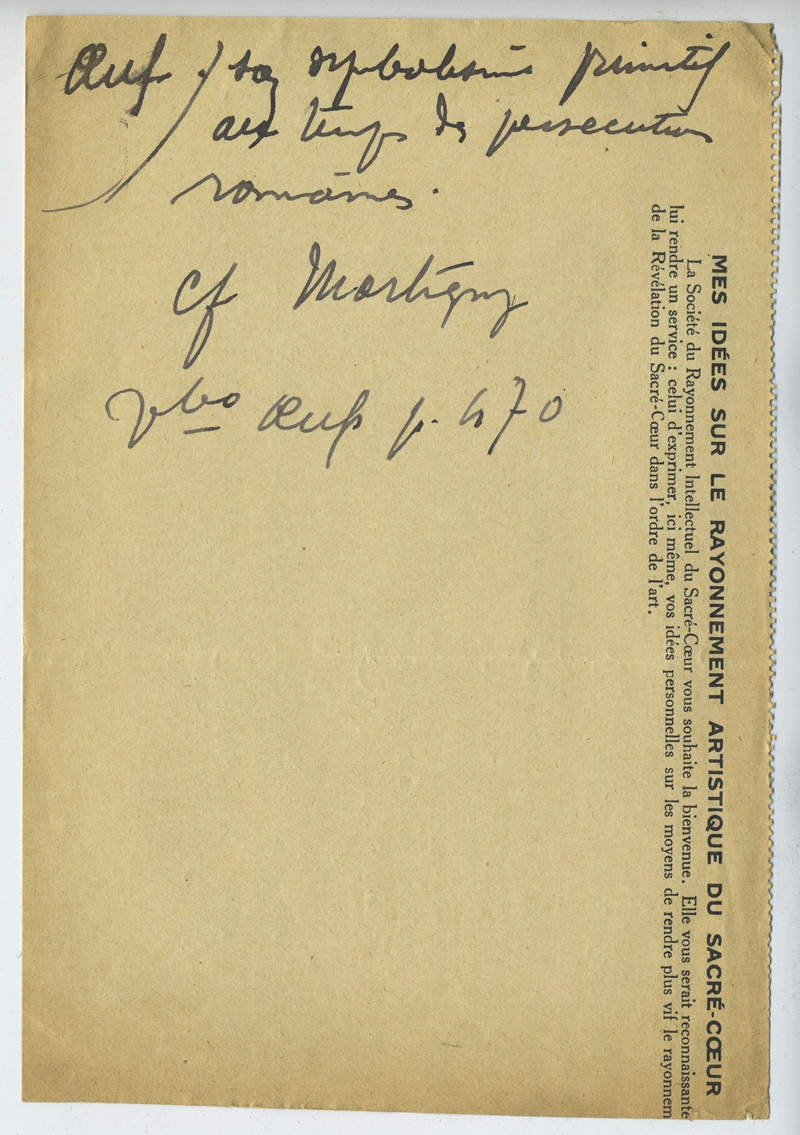 Œuf / son symbolisme primitif
aux temps des persecutions
romaines.
Cf Martigny
Vbo Œufs p. 470
MES IDÉES SUR LE RAYONNEMENT ARTISTIQUE DU SACRÉ-CŒUR
La Société du Rayonnement Intellectuel du Sacré-Cœur vous souhaite la bienvenue. Elle vous serait reconnaissante
lui rendre un service : celui d'exprimer, ici même, vos idées personnelles sur les moyens de rendre plus vif le rayonnem
de la Révélation du Sacré-Cœur dans l'ordre de l'art.